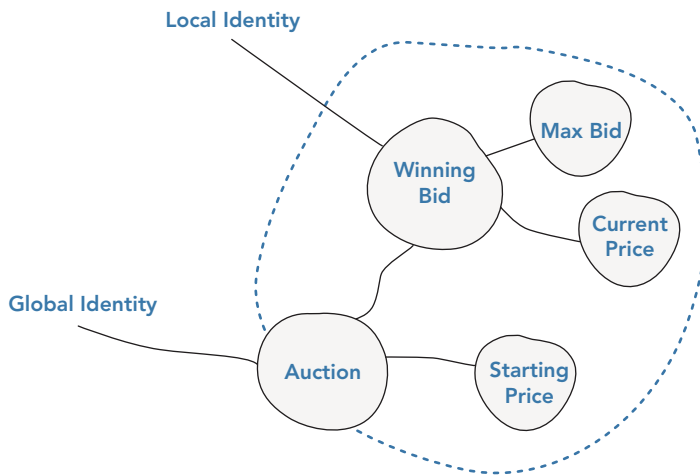 Local Identity
Max Bid
Winning
Bid
Current
Price
Global Identity
Auction
Starting
Price